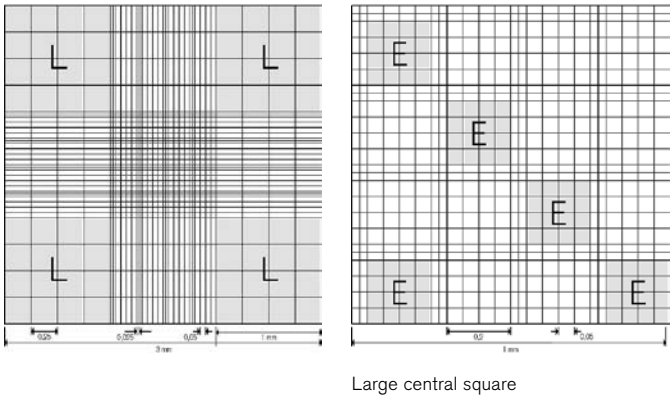 L L
E
E
E
L L
E E
0,25 0,025 0,05 1 mm
3 mm
0,2 0,05
1 mm
Large central square